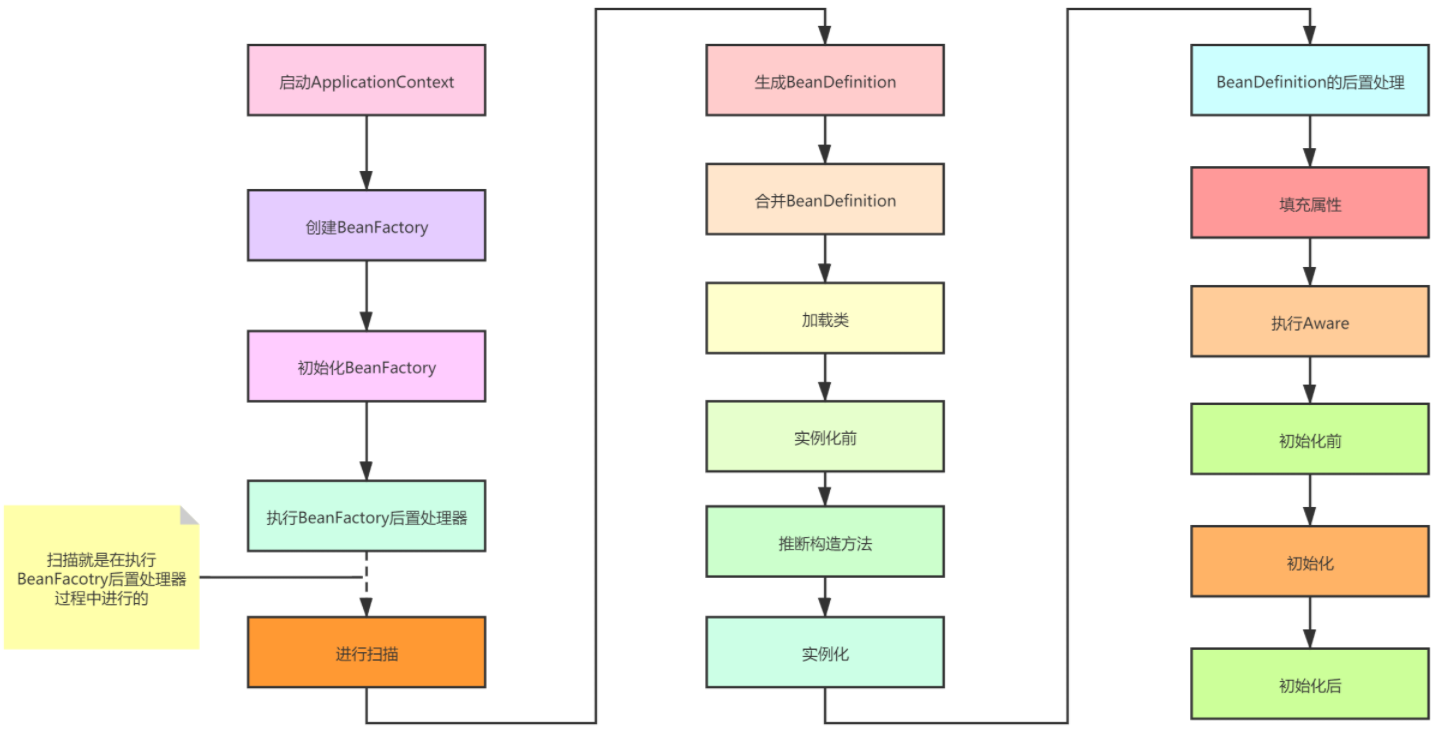 启动ApplicationContext
创建BeanFactory
初始化BeanFactory
执行BeanFactory后置处理器
扫描就是在执行
BeanFacotry后置处理器
过程中进行的
进行扫描
生成BeanDefinition
合并BeanDefinition
加载类
实例化前
推断构造方法
实例化
BeanDefinition的后置处理
填充属性
执行Aware
初始化前
初始化
初始化后